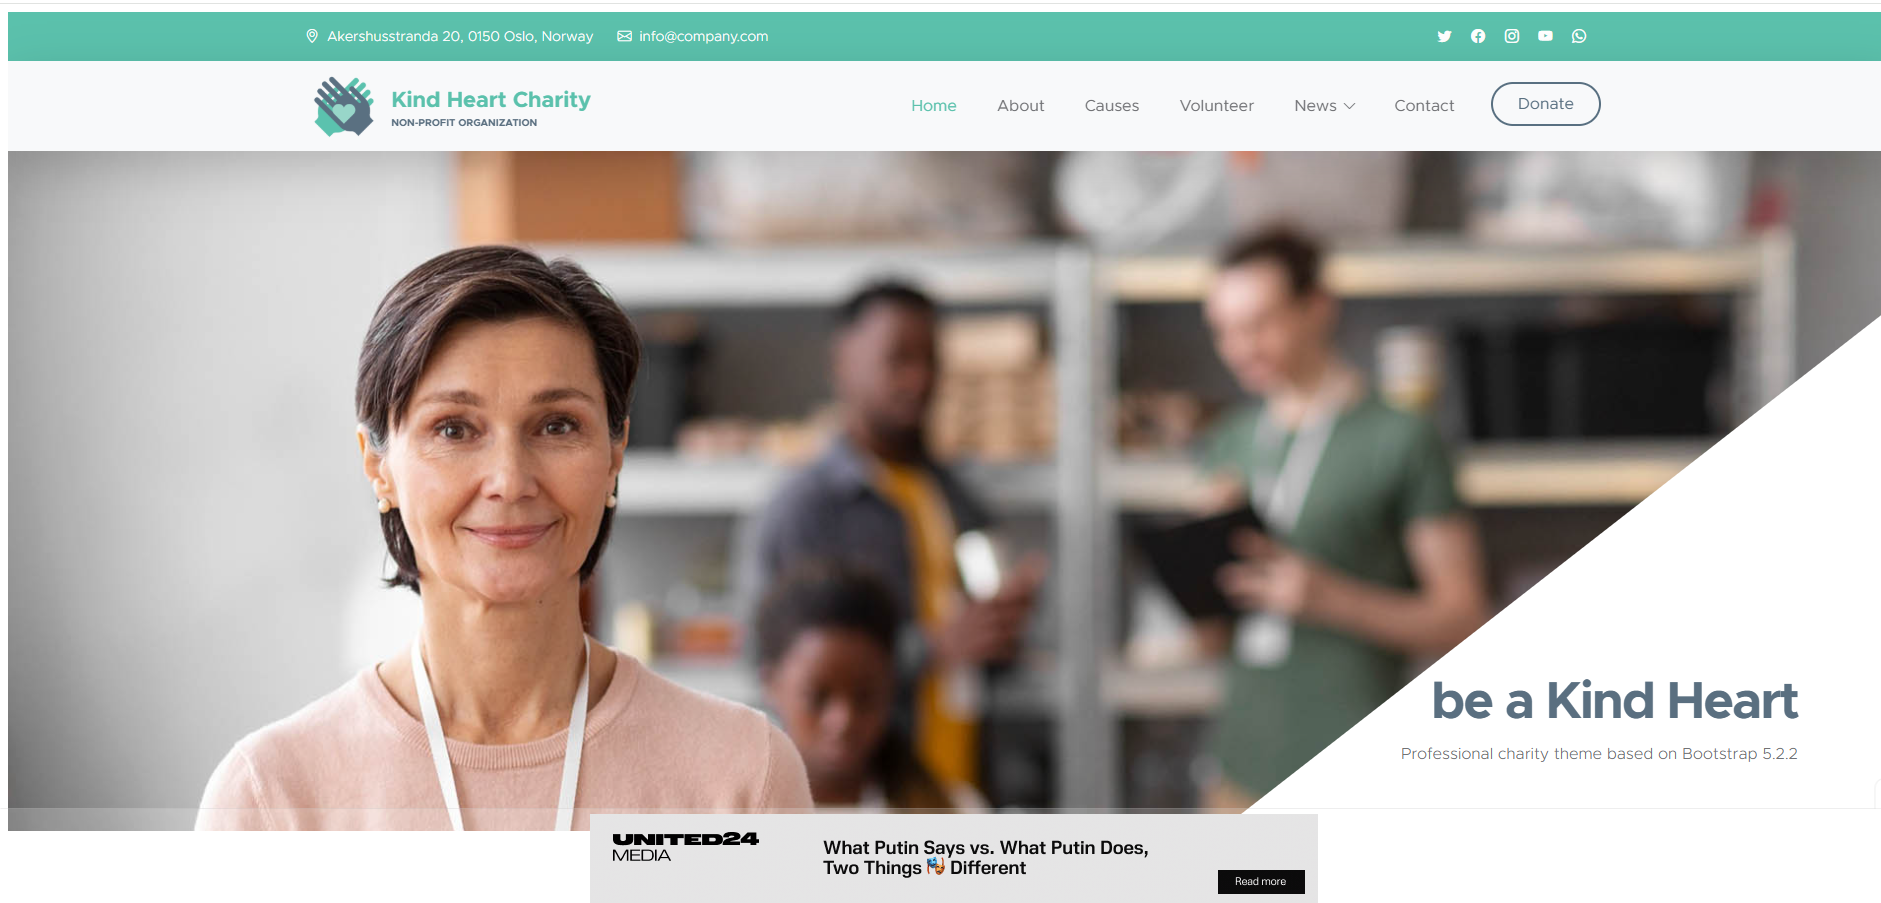 Akershusstranda 20, 0150 Oslo, Norway info@company.com
Kind Heart Charity
NON-PROFIT ORGANIZATION
Home About Causes Volunteer News Contact Donate
be a Kind Heart
Professional charity theme based on Bootstrap 5.2.2
UNITED24
MEDIA
What Putin Says vs. What Putin Does,
Two Things Different
Read more